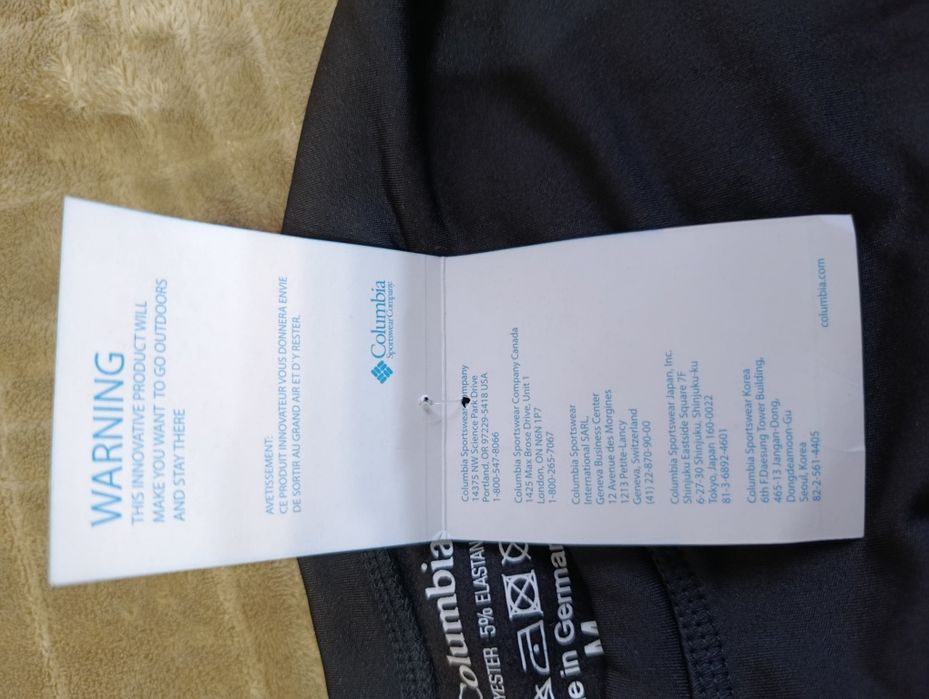 WARNING
THIS INNOVATIVE PRODUCT WILL
MAKE YOU WANT TO GO OUTDOORS
AND STAY THERE
AVETISSEMENT:
CE PRODUIT INNOVATEUR VOUS DONNERA ENVIE
DE SORTIR AU GRAND AIR ET D'Y RESTER.
Columbia
Sportswear Company
Columbia Sportswear Company
14375 NW Science Park Drive
Portland, OR 97229-5418 USA
1-800-547-8066
Columbia Sportswear Company Canada
1425 Max Brose Drive, Unit 1
London, ON N6N 1P7
1-800-265-7067
Columbia Sportswear
International SARL,
Geneva Business Center
12 Avenue des Morgines
1213 Petite-Lancy
Geneva, Switzerland
(41) 22-870-90-00
Columbia Sportswear Japan, Inc.
Shinjuku Eastside Square 7F
6-27-30 Shinjuku, Shinjuku-ku
Tokyo, Japan 160-0022
81-3-6892-4601
Columbia Sportswear Korea
6th F.Daesung Tower Building,
465-13 Jangan-Dong,
Dongdeamoon-Gu
Seoul, Korea
82-2-561-4405
columbia.com
Columbia
YESTER 5% ELASTAN
e in German
M